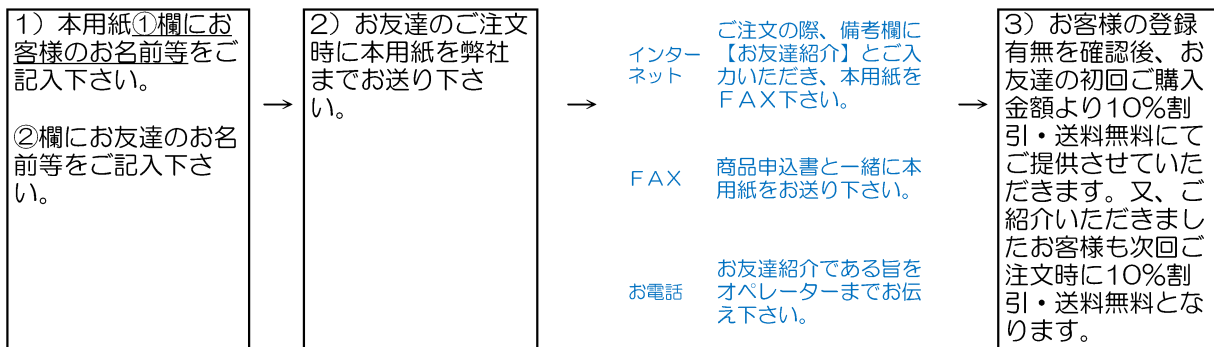 1）本用紙①欄にお
客様のお名前等をご
記入下さい。
②欄にお友達のお名
前等をご記入下さ
い。
→
2）お友達のご注文
時に本用紙を弊社
までお送り下さ
い。
→
インター
ネット
ご注文の際、備考欄に
【お友達紹介】とご入
力いただき、本用紙を
ＦＡＸ下さい。
ＦＡＸ
商品申込書と一緒に本
用紙をお送り下さい。
お電話
お友達紹介である旨を
オペレーターまでお伝
え下さい。
→
3）お客様の登録
有無を確認後、お
友達の初回ご購入
金額より10％割
引・送料無料にて
ご提供させていた
だきます。又、ご
紹介いただきまし
たお客様も次回ご
注文時に10％割
引・送料無料とな
ります。